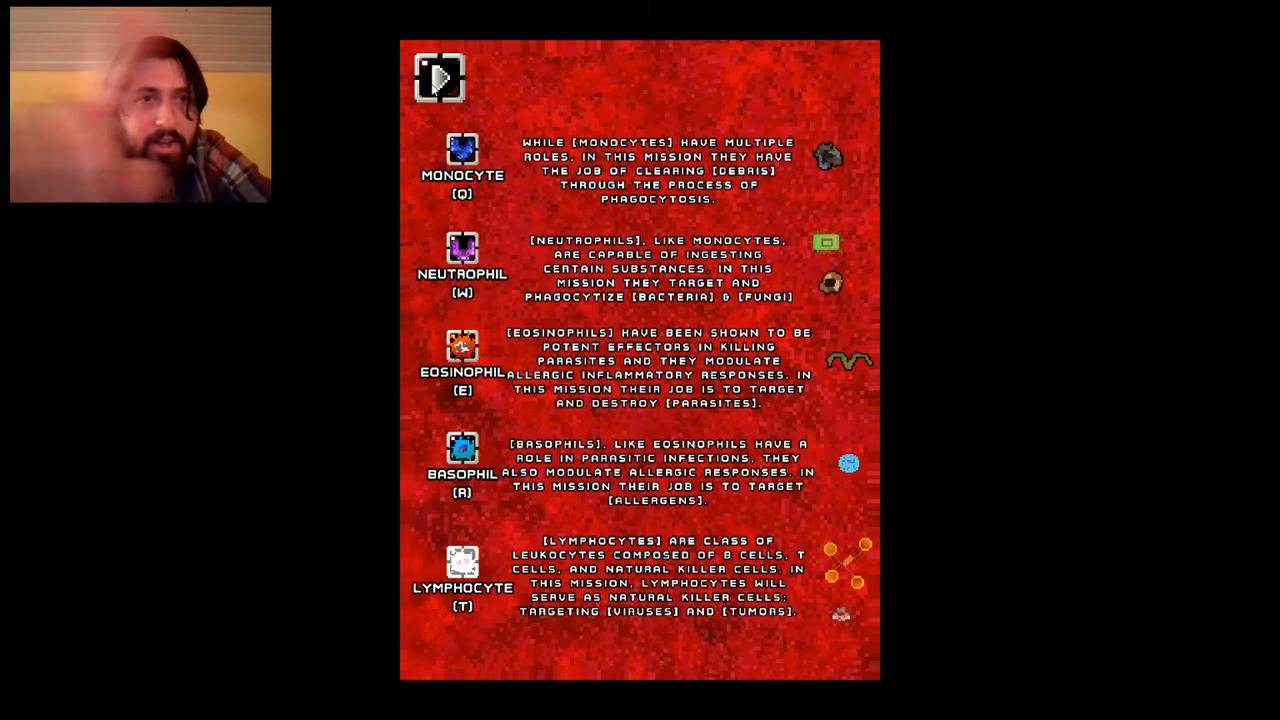 MONOCYTE
(Q)
WHILE [MONOCYTES] HAVE MULTIPLE
ROLES, IN THIS MISSION THEY HAVE
THE JOB OF CLEARING [DEBRIS]
THROUGH THE PROCESS OF
PHAGOCYTOSIS.
NEUTROPHIL
(W)
[NEUTROPHILS], LIKE MONOCYTES,
ARE CAPABLE OF INGESTING
CERTAIN SUBSTANCES. IN THIS
MISSION THEY TARGET AND
PHAGOCYTIZE [BACTERIA] & [FUNGI]
EOSINOPHIL
(E)
[EOSINOPHILS] HAVE BEEN SHOWN TO BE
POTENT EFFECTORS IN KILLING
PARASITES AND THEY MODULATE
ALLERGIC INFLAMMATORY RESPONSES. IN
THIS MISSION THEIR JOB IS TO TARGET
AND DESTROY [PARASITES].
BASOPHIL
(R)
[BASOPHILS], LIKE EOSINOPHILS HAVE A
ROLE IN PARASITIC INFECTIONS, THEY
ALSO MODULATE ALLERGIC RESPONSES. IN
THIS MISSION THEIR JOB IS TO TARGET
[ALLERGENS].
LYMPHOCYTE
(T)
[LYMPHOCYTES] ARE CLASS OF
LEUKOCYTES COMPOSED OF B CELLS, T
CELLS, AND NATURAL KILLER CELLS. IN
THIS MISSION, LYMPHOCYTES WILL
SERVE AS NATURAL KILLER CELLS;
TARGETING [VIRUSES] AND [TUMORS].